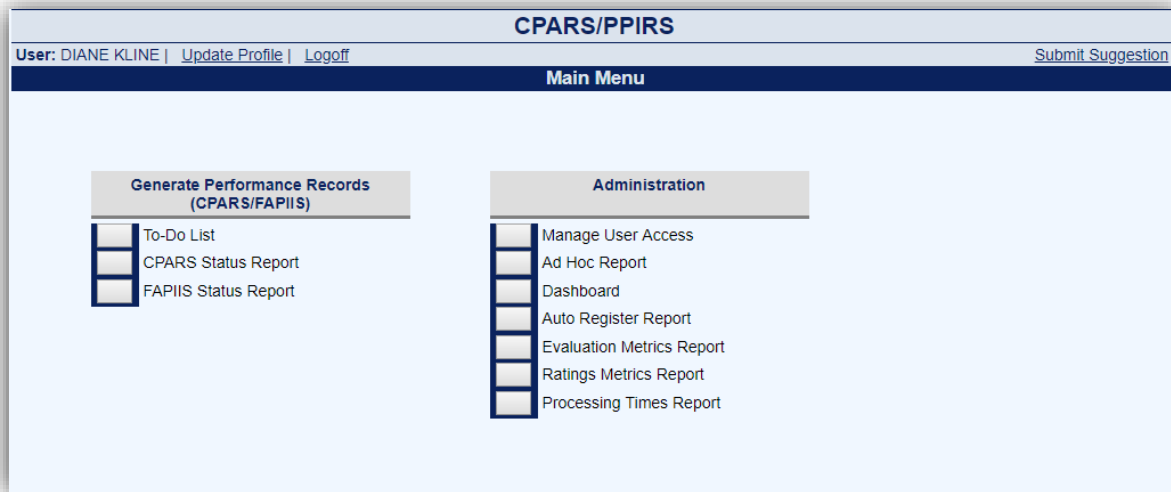 CPARS/PPIRS
User: DIANE KLINE | Update Profile | Logoff
Submit Suggestion
Main Menu
Generate Performance Records
(CPARS/FAPIIS)
To-Do List
CPARS Status Report
FAPIIS Status Report
Administration
Manage User Access
Ad Hoc Report
Dashboard
Auto Register Report
Evaluation Metrics Report
Ratings Metrics Report
Processing Times Report